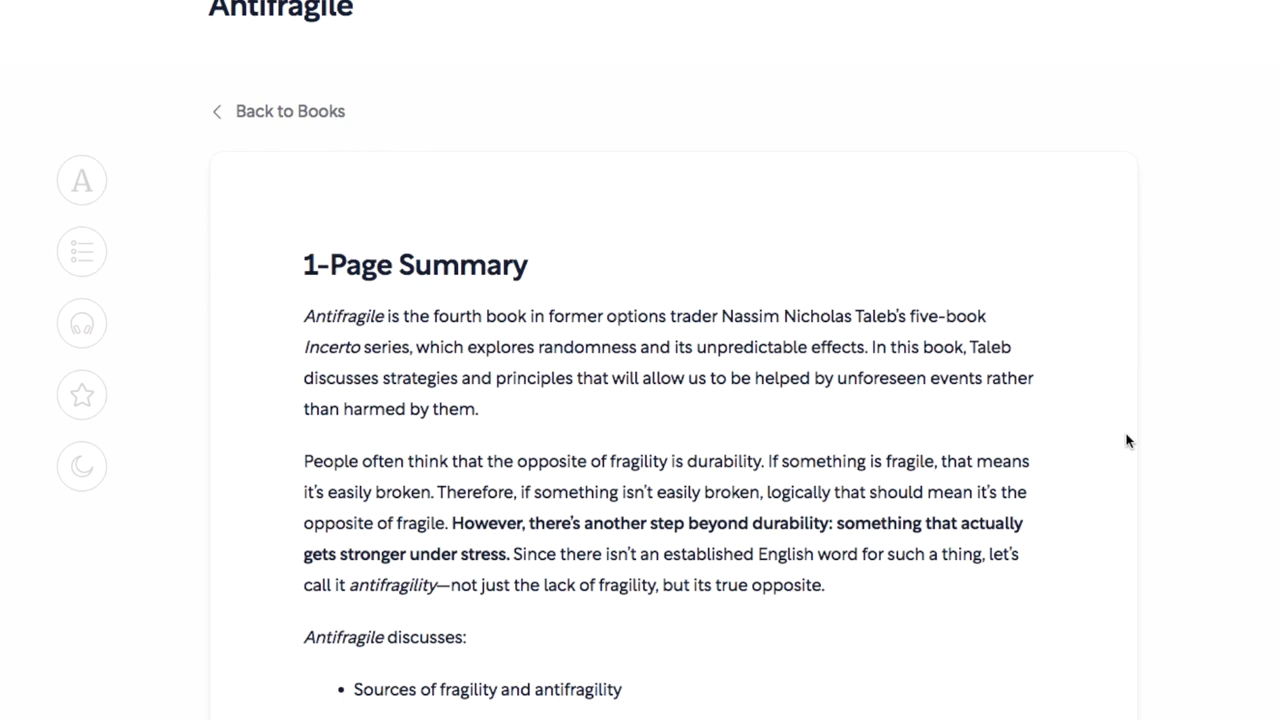 Antifragile
Back to Books
A
1-Page Summary
Antifragile is the fourth book in former options trader Nassim Nicholas Taleb's five-book
Incerto series, which explores randomness and its unpredictable effects. In this book, Taleb
discusses strategies and principles that will allow us to be helped by unforeseen events rather
than harmed by them.
People often think that the opposite of fragility is durability. If something is fragile, that means
it's easily broken. Therefore, if something isn't easily broken, logically that should mean it's the
opposite of fragile. However, there's another step beyond durability: something that actually
gets stronger under stress. Since there isn't an established English word for such a thing, let's
call it antifragility—not just the lack of fragility, but its true opposite.
Antifragile discusses:
• Sources of fragility and antifragility